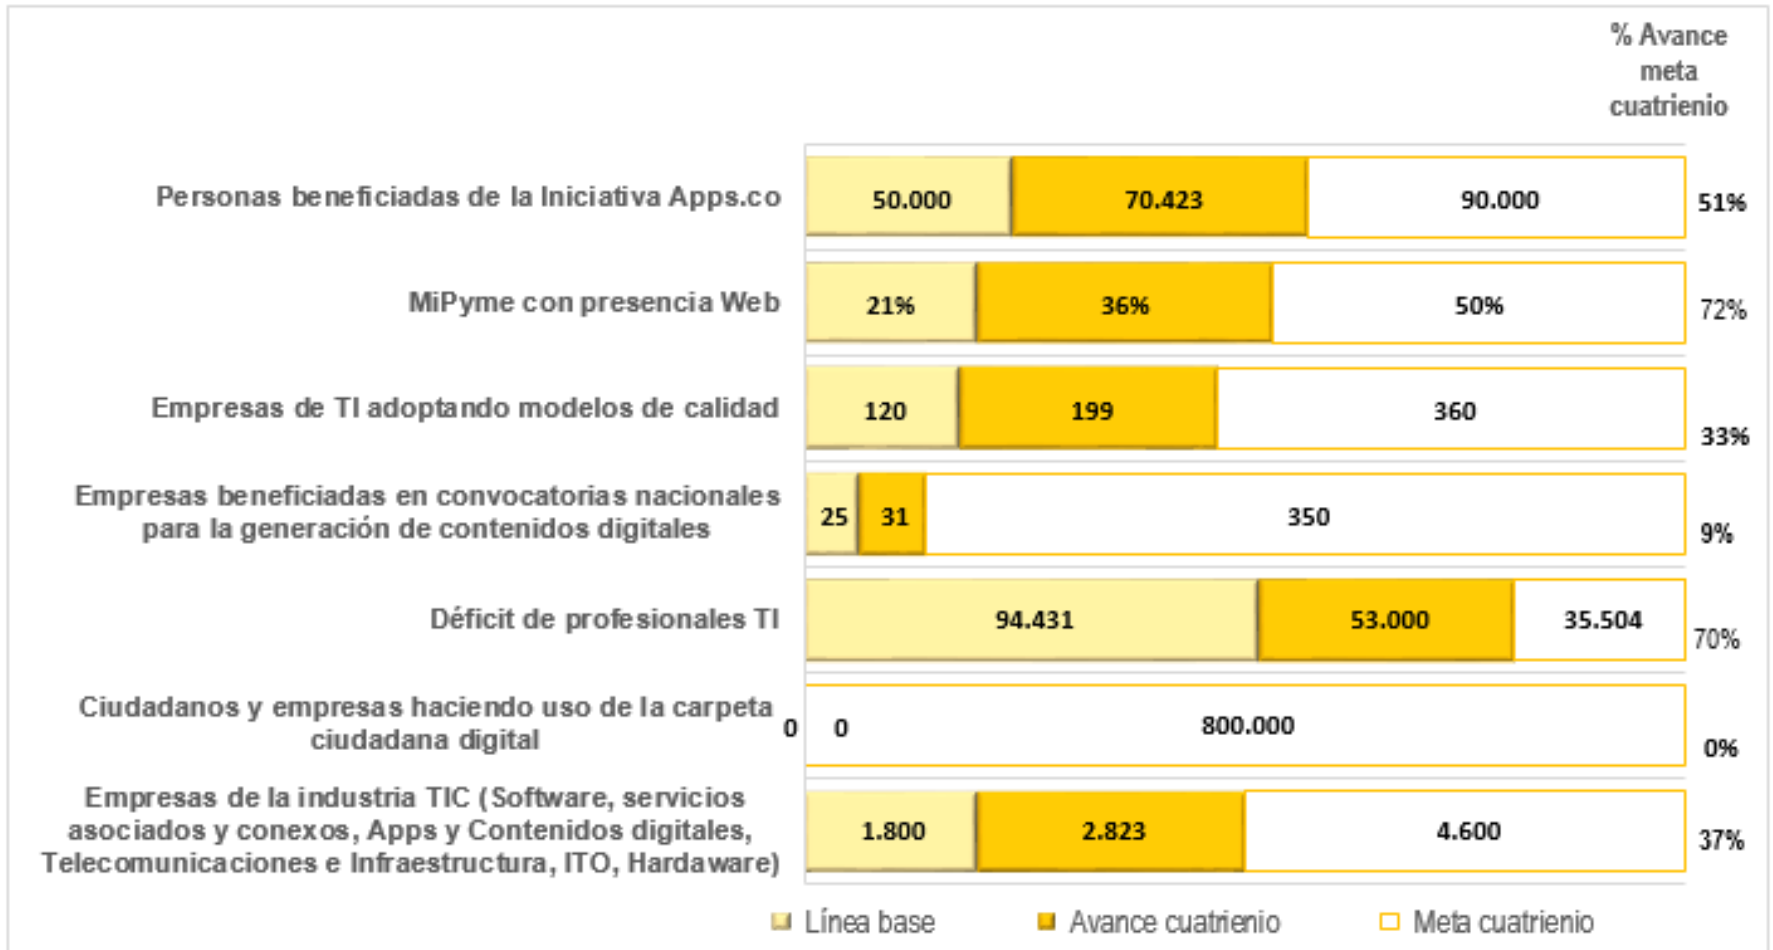 % Avance
meta
cuatrienio
Personas beneficiadas de la Iniciativa Apps.co
50.000
70.423
90.000
51%
MiPyme con presencia Web
21%
36%
50%
72%
Empresas de TI adoptando modelos de calidad
120
199
360
33%
Empresas beneficiadas en convocatorias nacionales
para la generación de contenidos digitales
25
31
350
9%
Déficit de profesionales TI
94.431
53.000
35.504
70%
Ciudadanos y empresas haciendo uso de la carpeta
ciudadana digital
0
0
800.000
0%
Empresas de la industria TIC (Software, servicios
asociados y conexos, Apps y Contenidos digitales,
Telecomunicaciones e Infraestructura, ITO, Hardaware)
1.800
2.823
4.600
37%
Línea base
Avance cuatrienio
Meta cuatrienio